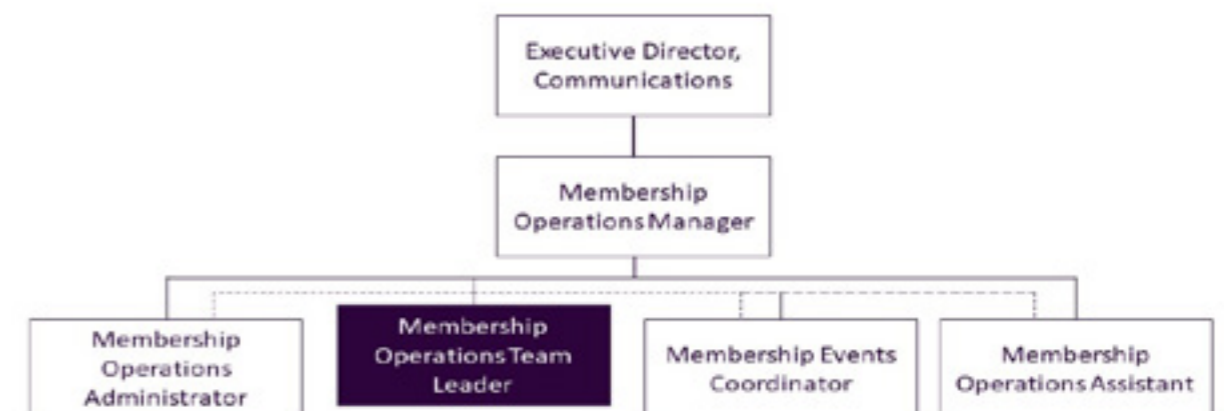 Executive Director,
Communications
Membership
Operations Manager
Membership
Operations
Administrator
Membership
Operations Team
Leader
Membership Events
Coordinator
Membership
Operations Assistant